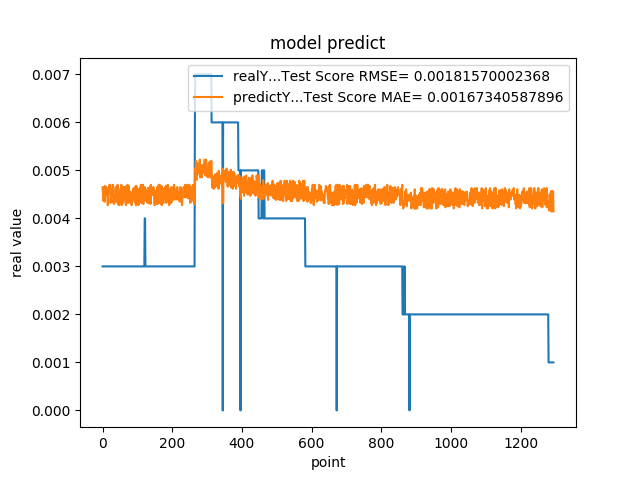 model predict
realY...Test Score RMSE= 0.00181570002368
predictY...Test Score MAE= 0.00167340587896
real value
0.007
0.006
0.005
0.004
0.003
0.002
0.001
0.000
0 200 400 600 800 1000 1200
point